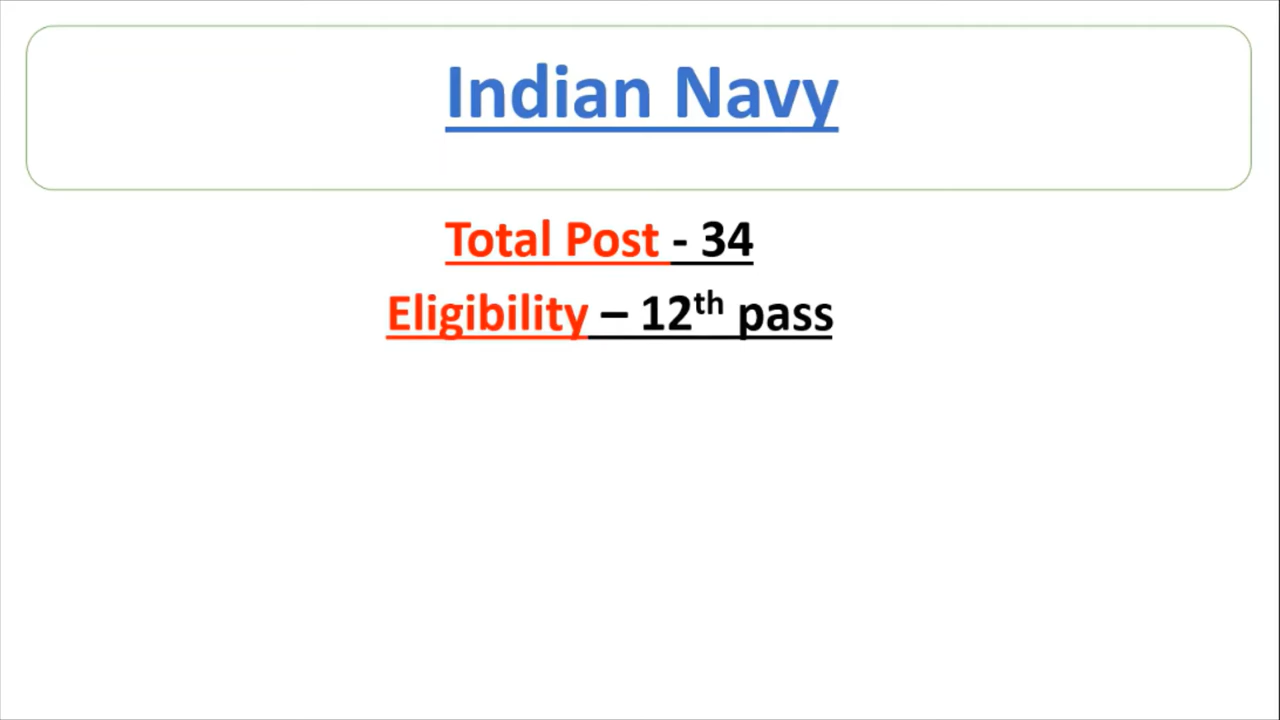 Indian Navy
Total Post - 34
Eligibility – 12th pass